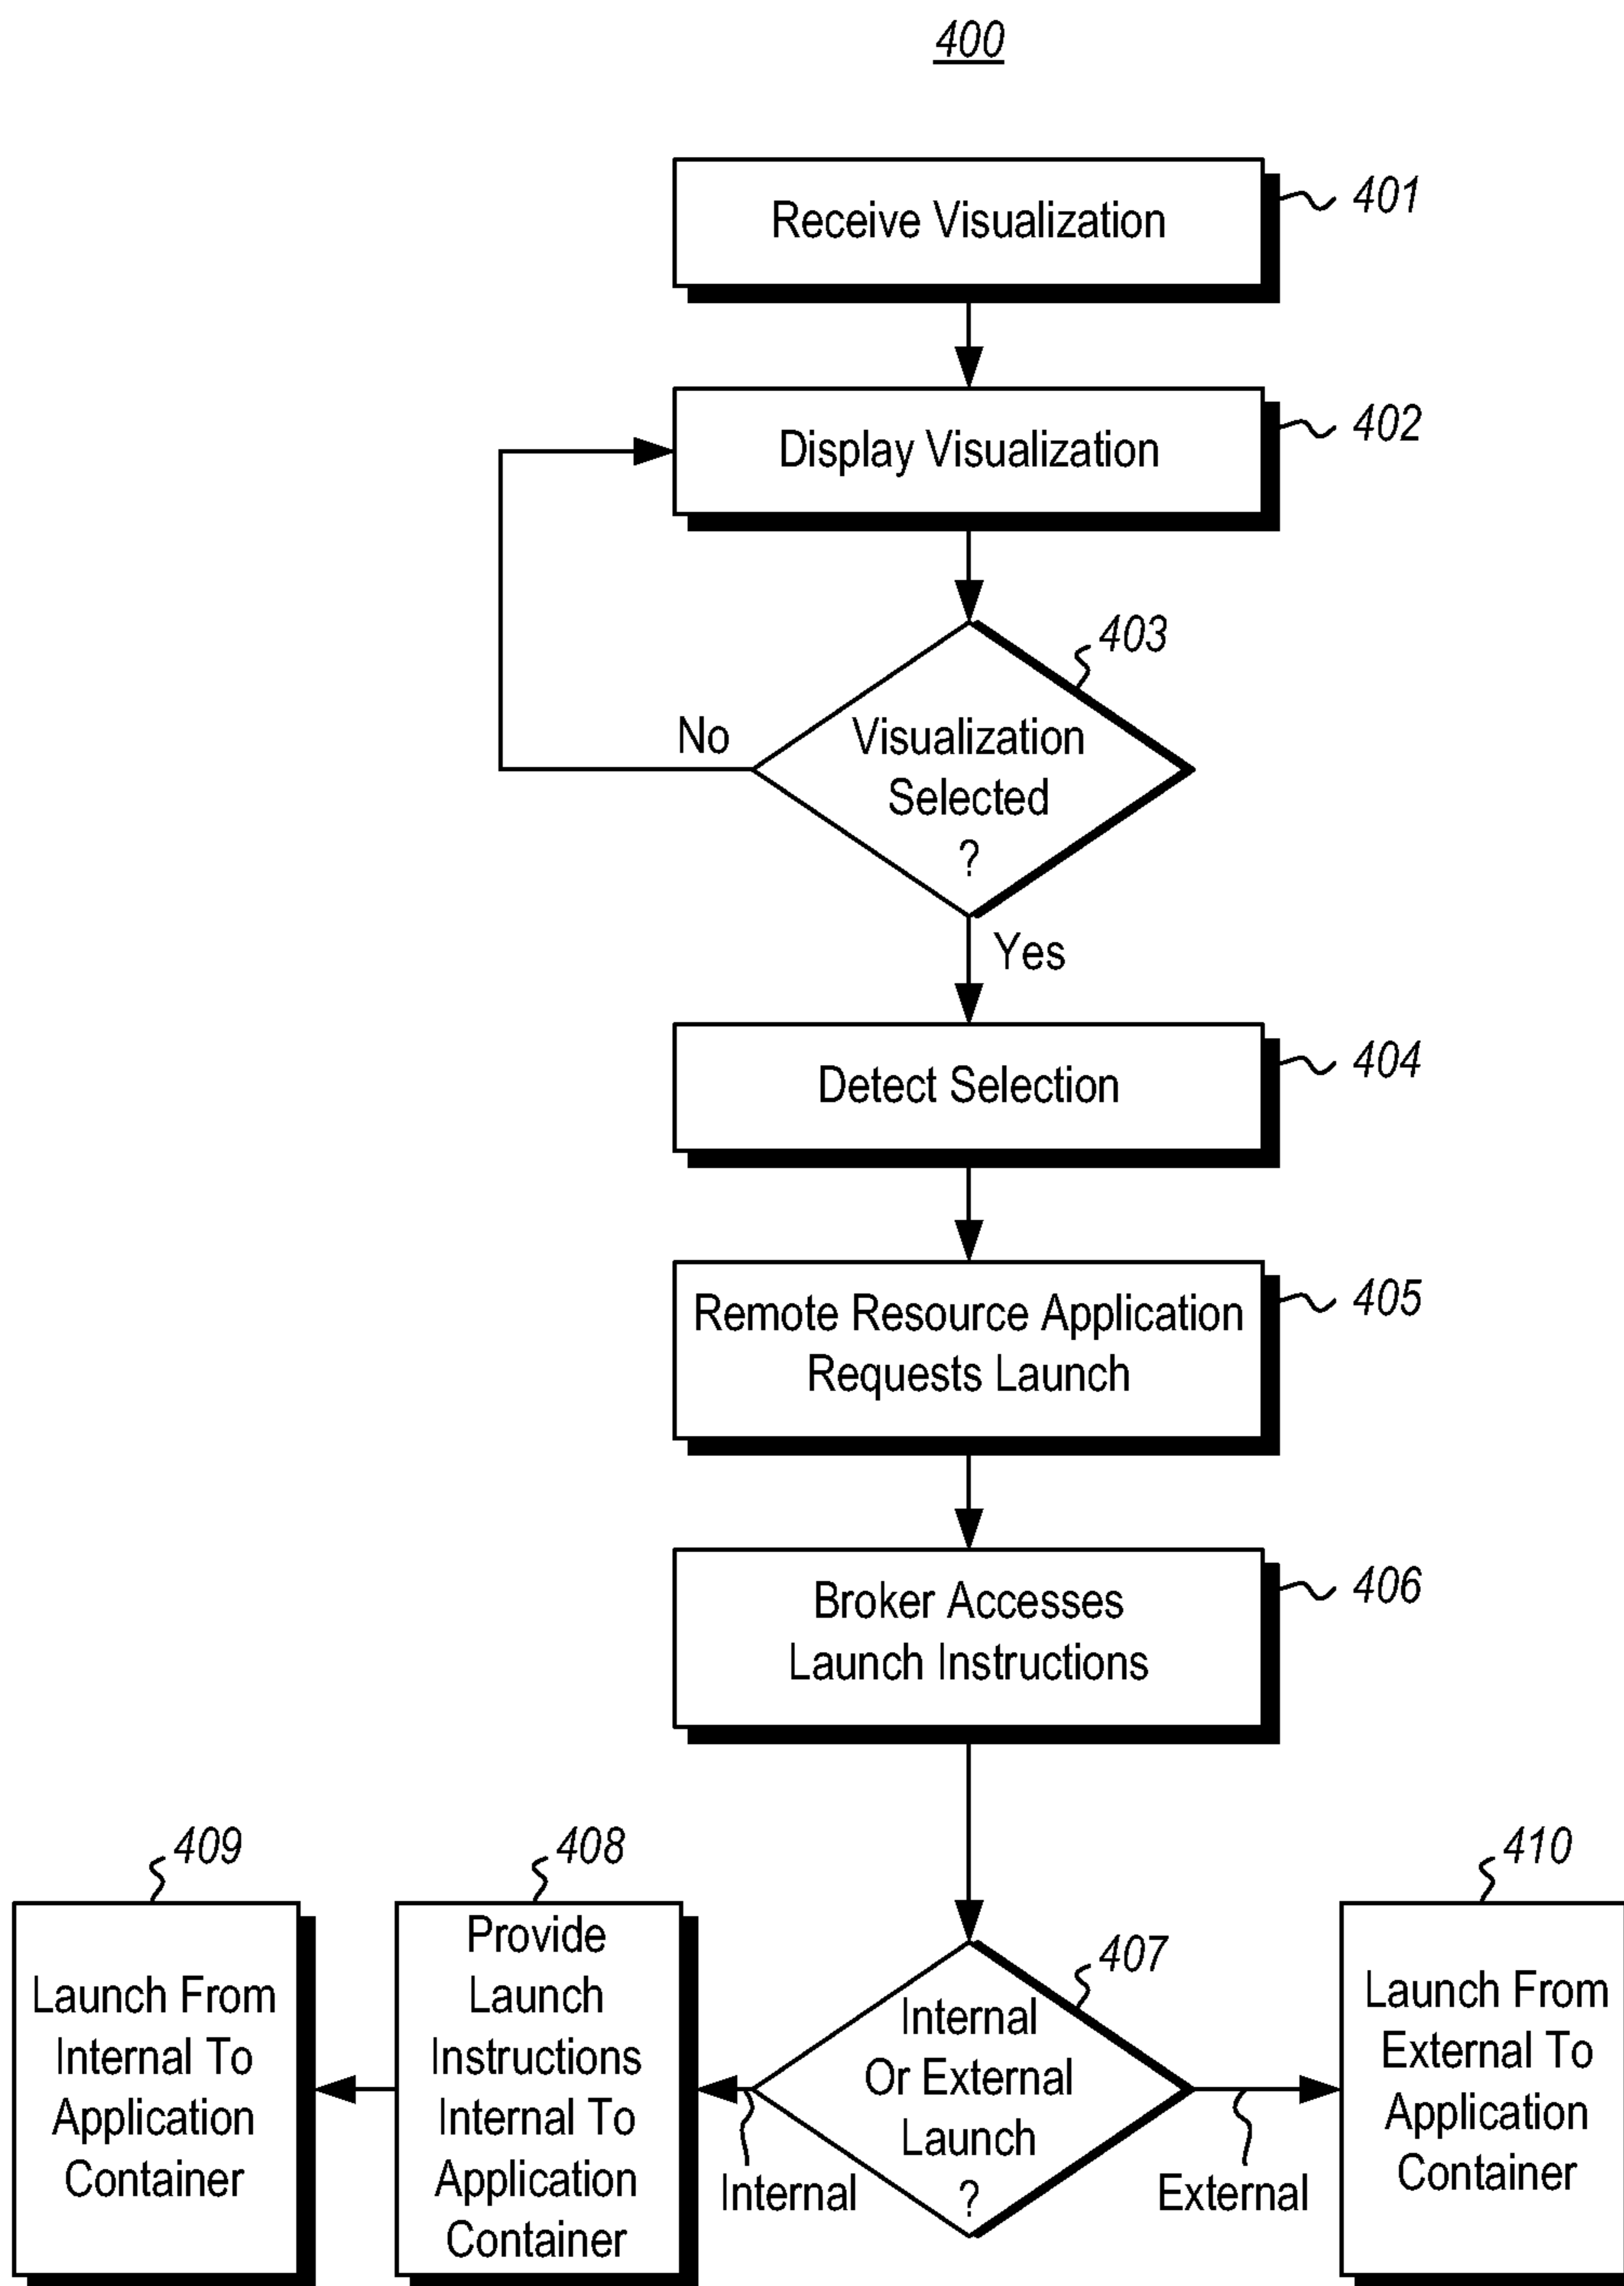 400
Receive Visualization
401
Display Visualization
402
403
No
Visualization
Selected
?
Yes
Detect Selection
404
Remote Resource Application
Requests Launch
405
Broker Accesses
Launch Instructions
406
409
Launch From
Internal To
Application
Container
408
Provide
Launch
Instructions
Internal To
Application
Container
407
Internal
Or External
Launch
?
Internal
External
410
Launch From
External To
Application
Container